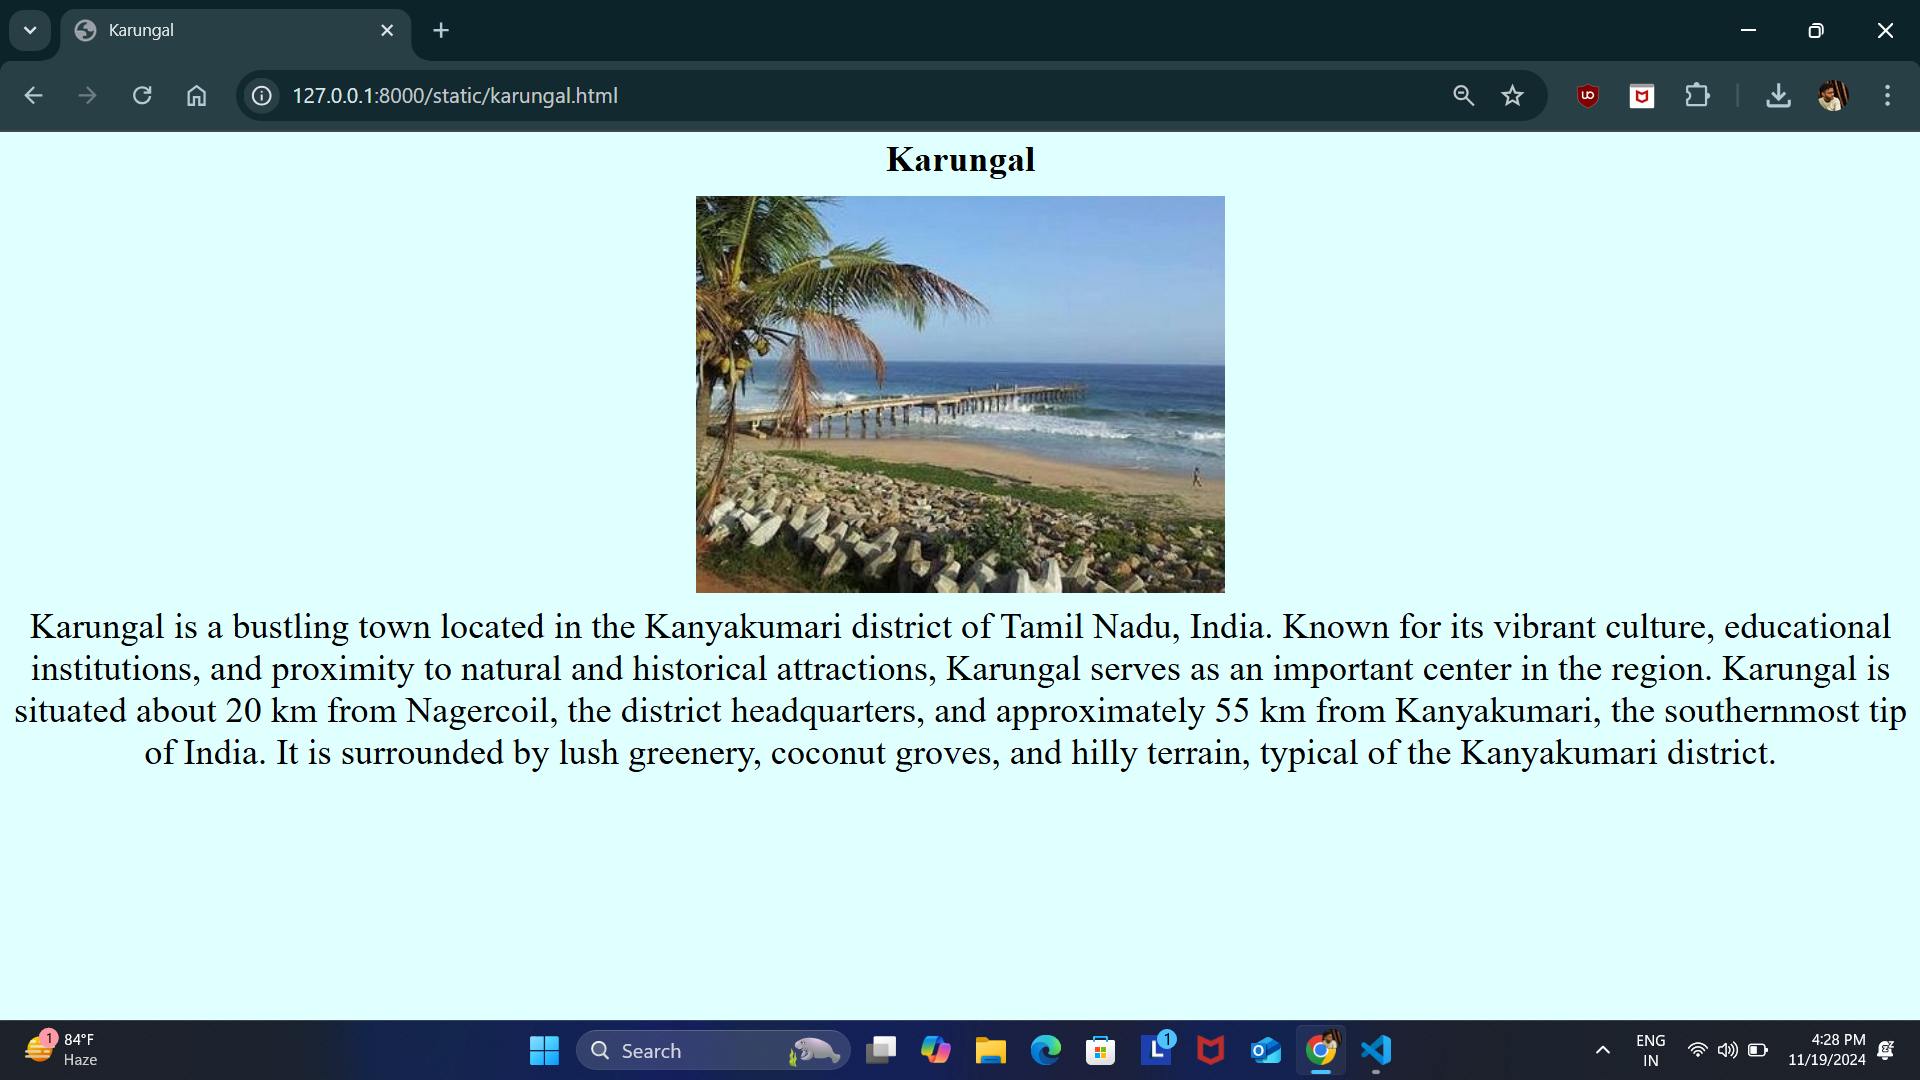 Karungal
127.0.0.1:8000/static/karungal.html
Karungal
Karungal is a bustling town located in the Kanyakumari district of Tamil Nadu, India. Known for its vibrant culture, educational
institutions, and proximity to natural and historical attractions, Karungal serves as an important center in the region. Karungal is
situated about 20 km from Nagercoil, the district headquarters, and approximately 55 km from Kanyakumari, the southernmost tip
of India. It is surrounded by lush greenery, coconut groves, and hilly terrain, typical of the Kanyakumari district.
1
84°F
Haze
Search
L 1
ENG
IN
4:28 PM
11/19/2024